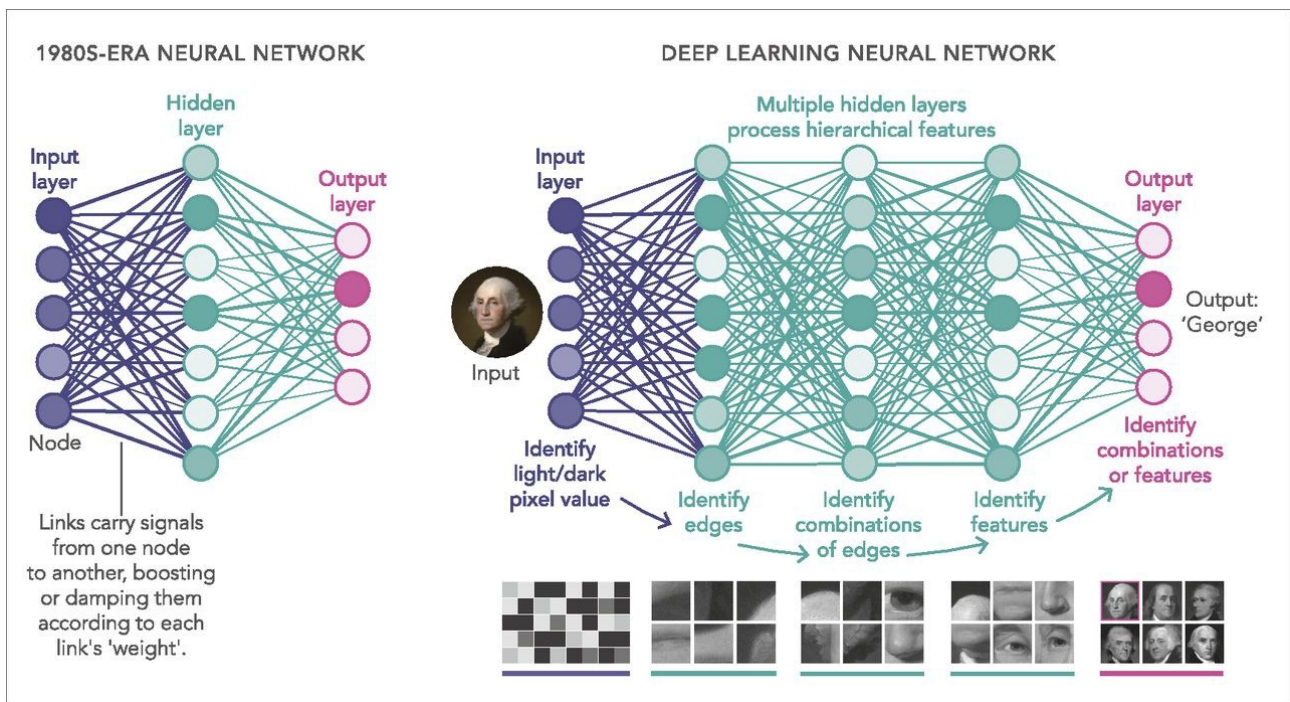 1980S-ERA NEURAL NETWORK
Hidden
layer
Input
layer
Output
layer
Node
Links carry signals
from one node
to another, boosting
or damping them
according to each
link's 'weight'.
DEEP LEARNING NEURAL NETWORK
Multiple hidden layers
process hierarchical features
Input
layer
Output
layer
Input
Output:
'George'
Identify
light/dark
pixel value
Identify
edges
Identify
combinations
of edges
Identify
features
Identify
combinations
or features